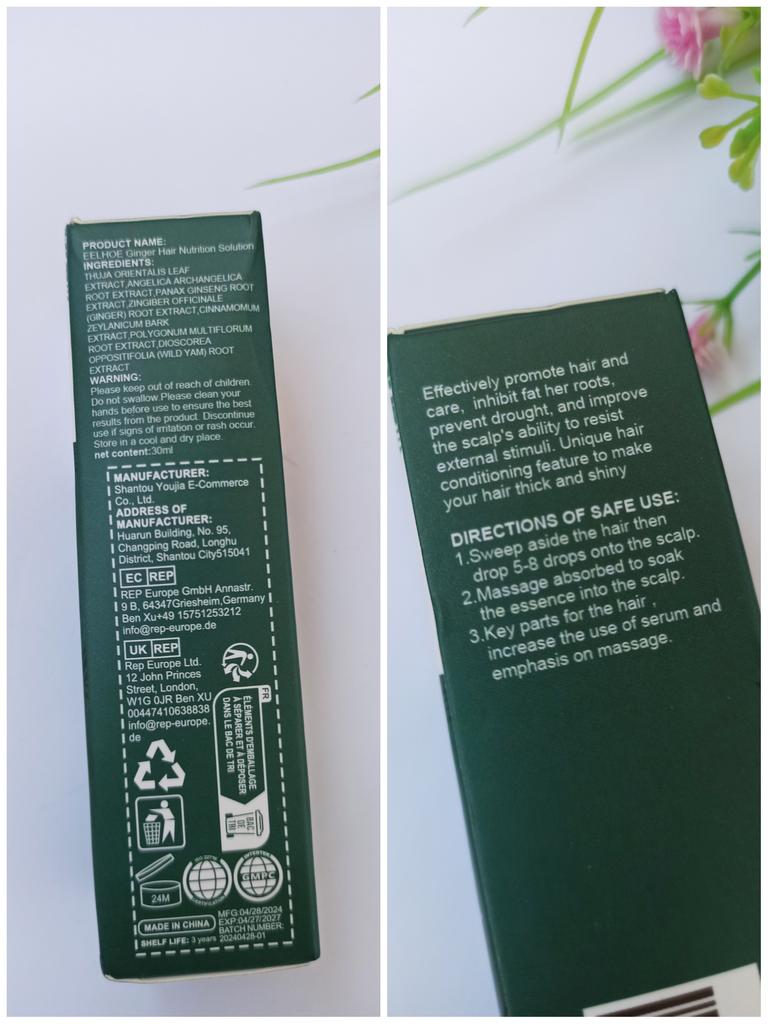 PRODUCT NAME:
EELHOE Ginger Hair Nutrition Solution
INGREDIENTS:
THUJA ORIENTALIS LEAF
EXTRACT,ANGELICA ARCHANGELICA
ROOT EXTRACT,PANAX GINSENG ROOT
EXTRACT,ZINGIBER OFFICINALE
(GINGER) ROOT EXTRACT,CINNAMOMUM
ZEYLANICUM BARK
EXTRACT,POLYGONUM MULTIFLORUM
ROOT EXTRACT,DIOSCOREA
OPPOSITIFOLIA (WILD YAM) ROOT
EXTRACT
WARNING:
Please keep out of reach of children.
Do not swallow.Please clean your
hands before use to ensure the best
results from the product. Discontinue
use if signs of irritation or rash occur.
Store in a cool and dry place.
net content:30ml
MANUFACTURER:
Shantou Youjia E-Commerce
Co., Ltd.
ADDRESS OF
MANUFACTURER:
Huarun Building, No. 95,
Changping Road, Longhu
District, Shantou City515041
EC REP
REP Europe GmbH Annastr.
9 B, 64347Griesheim,Germany
Ben Xu+49 15751253212
info@rep-europe.de
UK REP
Rep Europe Ltd.
12 John Princes
Street, London,
W1G 0JR Ben XU
00447410638838
info@rep-europe.
de
FR
ÉLÉMENTS D'EMBALLAGE
À SÉPARER ET À DÉPOSER
DANS LE BAC DE TRI
BAC
DE
TRI
24M
ISO 22716
CERTIFICATION
GMPC
MADE IN CHINA
SHELF LIFE: 3 years
MFG:04/28/2024
EXP:04/27/2027
BATCH NUMBER:
20240428-01
Effectively promote hair and
care, inhibit fat her roots,
prevent drought, and improve
the scalp's ability to resist
external stimuli. Unique hair
conditioning feature to make
your hair thick and shiny
DIRECTIONS OF SAFE USE:
1.Sweep aside the hair then
drop 5-8 drops onto the scalp.
2.Massage absorbed to soak
the essence into the scalp.
3.Key parts for the hair ,
increase the use of serum and
emphasis on massage.